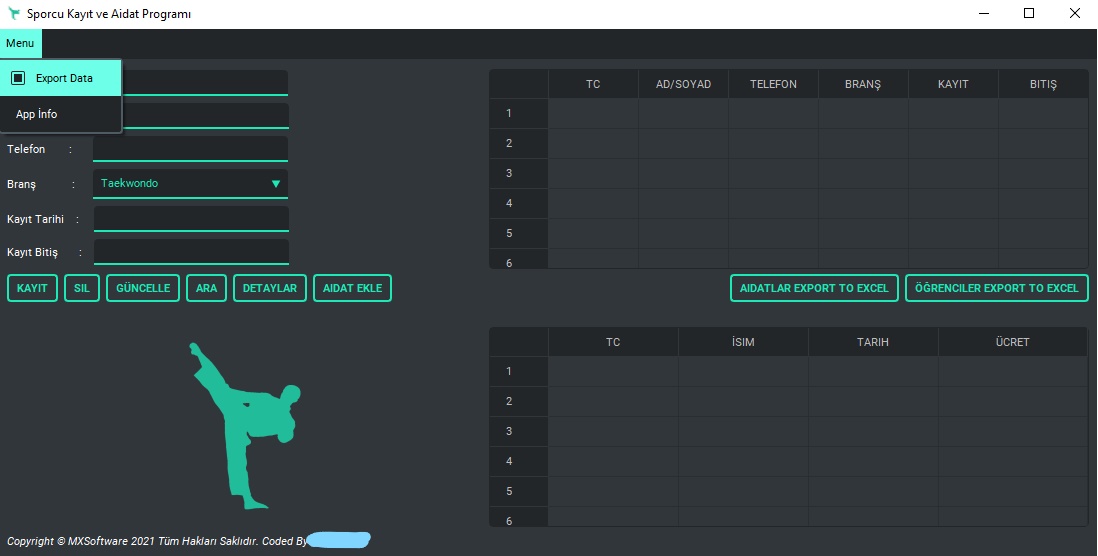 Sporcu Kayıt ve Aidat Programı
Menu
Export Data
App İnfo
Telefon :
Branş : Taekwondo
Kayıt Tarihi :
Kayıt Bitiş :
KAYIT SIL GÜNCELLE ARA DETAYLAR AIDAT EKLE
TC AD/SOYAD TELEFON BRANŞ KAYIT BITIŞ
1
2
3
4
5
6
AIDATLAR EXPORT TO EXCEL ÖĞRENCILER EXPORT TO EXCEL
TC İSIM TARIH ÜCRET
1
2
3
4
5
6
Copyright © MXSoftware 2021 Tüm Hakları Saklıdır. Coded By